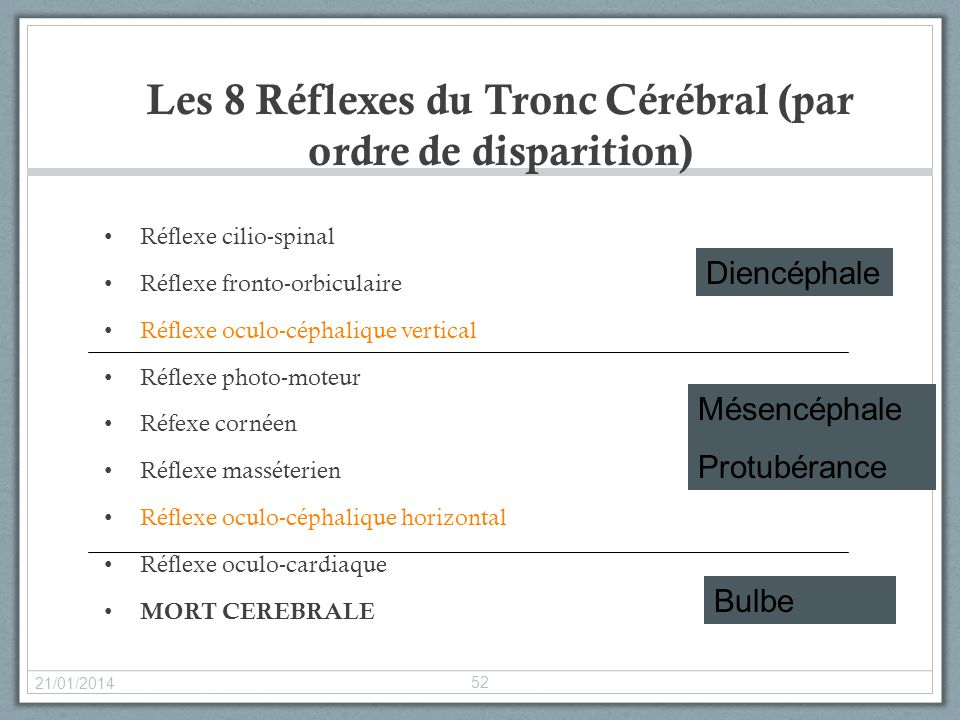 Les 8 Réflexes du Tronc Cérébral (par
ordre de disparition)
• Réflexe cilio-spinal
• Réflexe fronto-orbiculaire
• Réflexe oculo-céphalique vertical
• Réflexe photo-moteur
• Réfexe cornéen
• Réflexe masséterien
• Réflexe oculo-céphalique horizontal
• Réflexe oculo-cardiaque
• MORT CEREBRALE
Diencéphale
Mésencéphale
Protubérance
Bulbe
21/01/2014
52